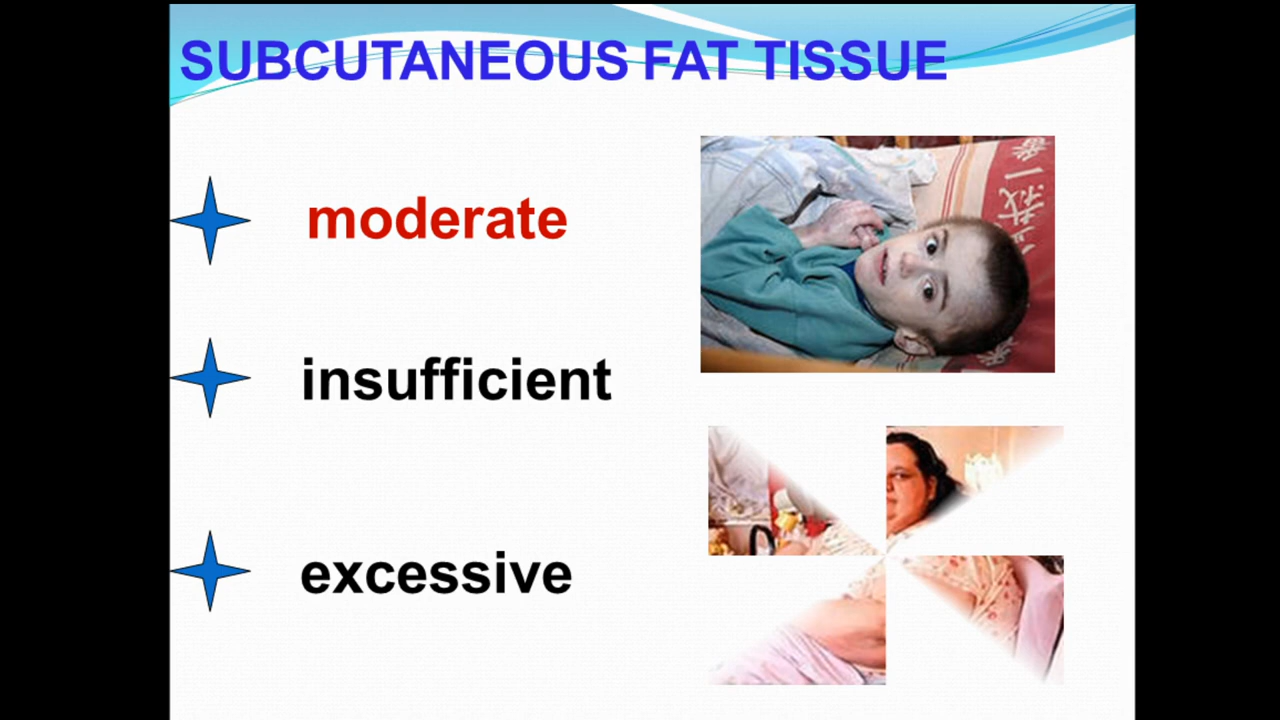 SUBCUTANEOUS FAT TISSUE
moderate
insufficient
excessive